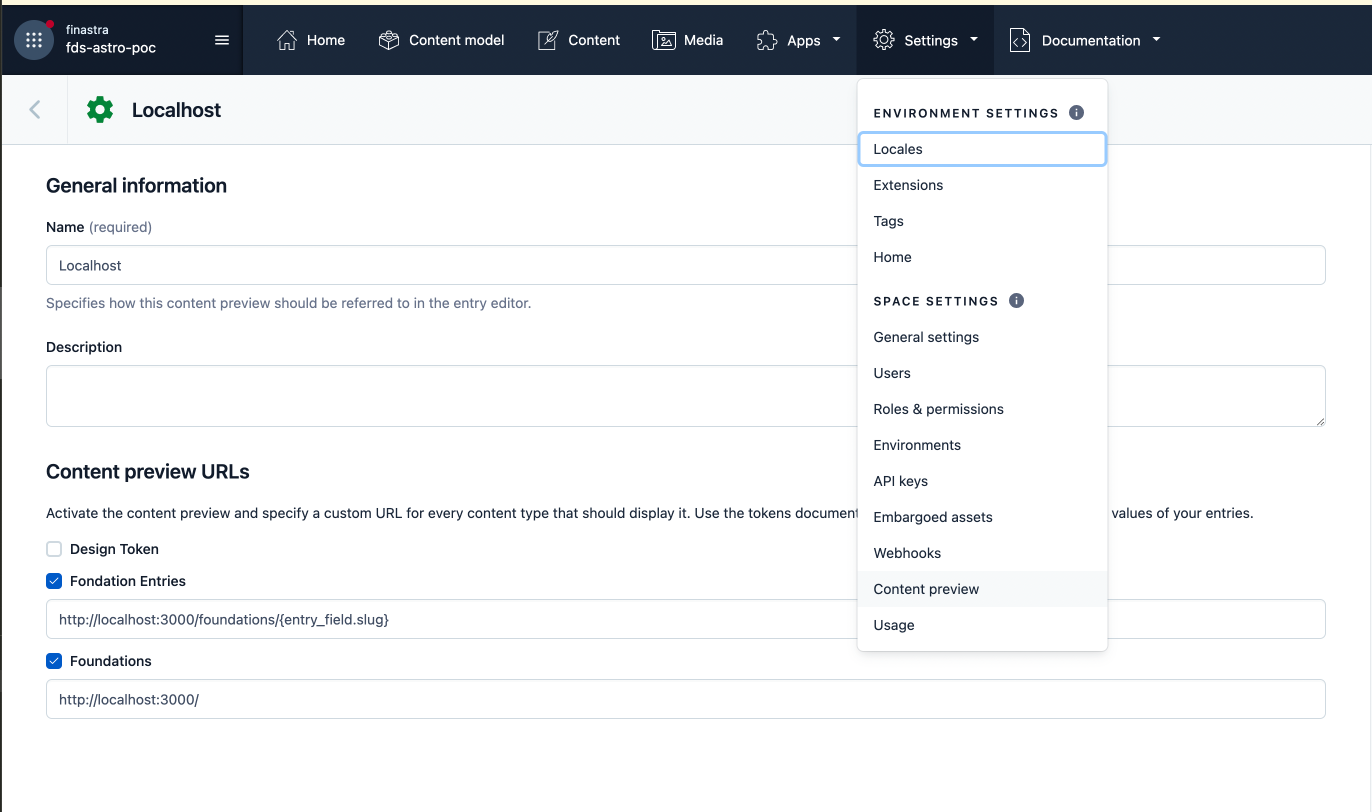 finastra
fds-astro-poc
Home
Content model
Content
Media
Apps
Settings
Documentation
Localhost
ENVIRONMENT SETTINGS
Locales
Extensions
Tags
Home
SPACE SETTINGS
General settings
Users
Roles & permissions
Environments
API keys
Embargoed assets
Webhooks
Content preview
Usage
General information
Name (required)
Localhost
Specifies how this content preview should be referred to in the entry editor.
Description
Content preview URLs
Activate the content preview and specify a custom URL for every content type that should display it. Use the tokens document values of your entries.
Design Token
Fondation Entries
http://localhost:3000/foundations/{entry_field.slug}
Foundations
http://localhost:3000/